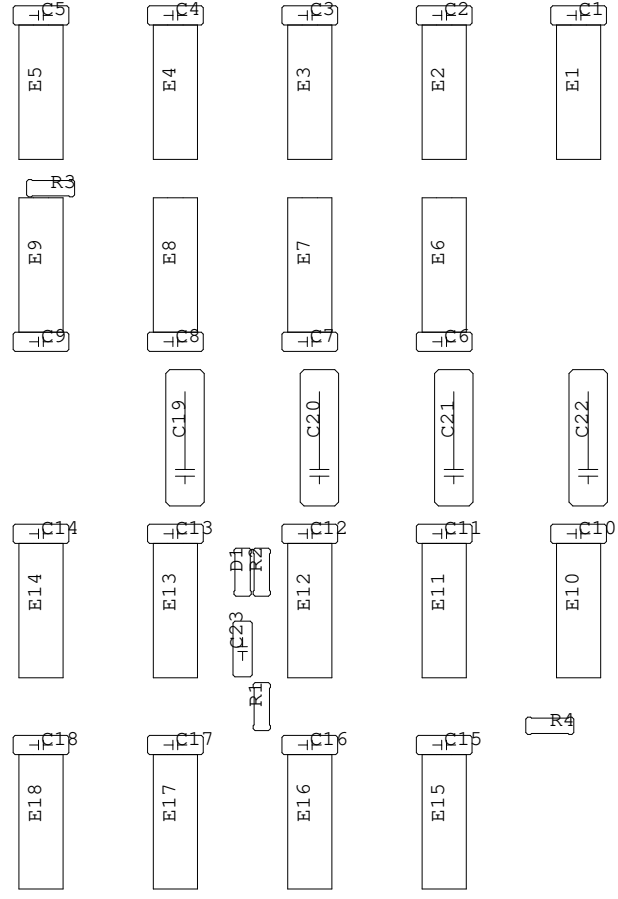 C5 C4 C3 C2 C1
E5 E4 E3 E2 E1
R3
E9 E8 E7 E6
C9 C8 C7 C6
C19 C20 C21 C22
C14 C13 C12 C11 C10
D1 R2
E14 E13 E12 E11 E10
C23
R1
R4
C18 C17 C16 C15
E18 E17 E16 E15